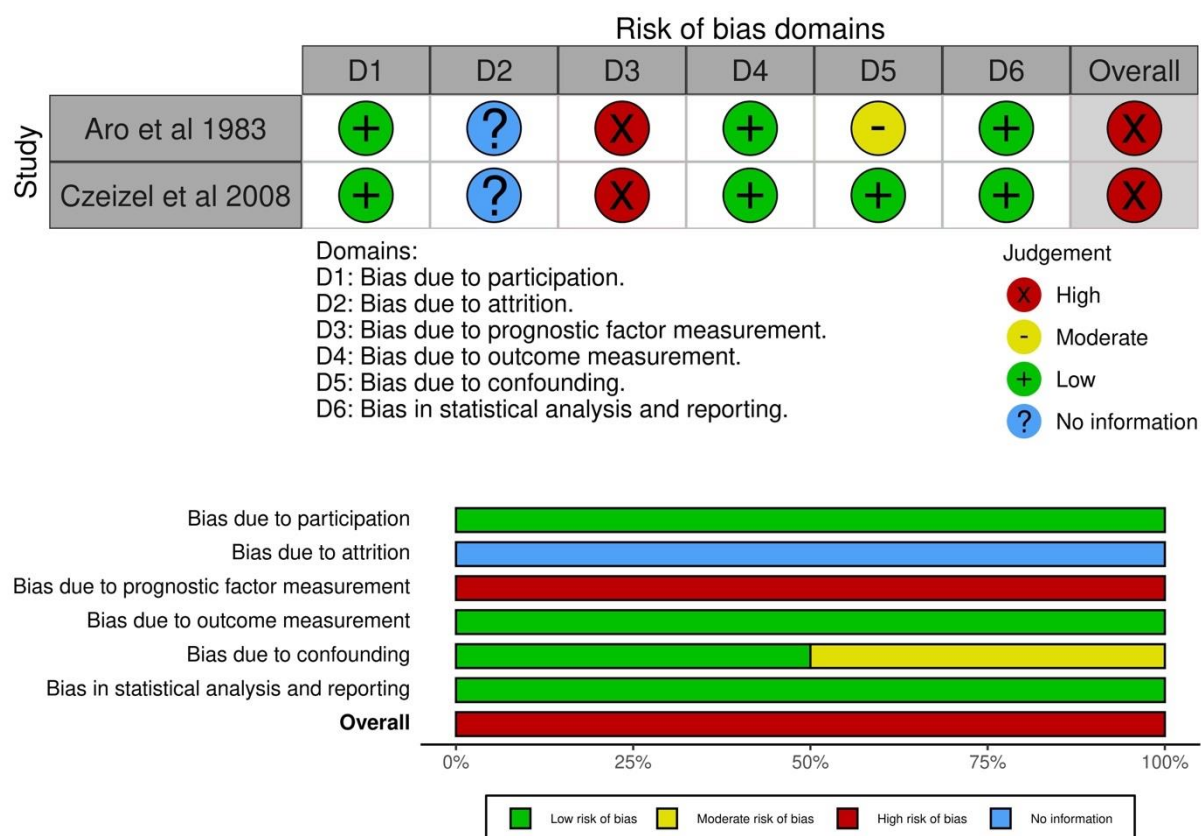 Risk of bias domains
D1 D2 D3 D4 D5 D6 Overall
Study
Aro et al 1983 + ? X + - + X
Czeizel et al 2008 + ? X + + + X
Domains:
D1: Bias due to participation.
D2: Bias due to attrition.
D3: Bias due to prognostic factor measurement.
D4: Bias due to outcome measurement.
D5: Bias due to confounding.
D6: Bias in statistical analysis and reporting.
Judgement
X High
- Moderate
+ Low
? No information
Bias due to participation
Bias due to attrition
Bias due to prognostic factor measurement
Bias due to outcome measurement
Bias due to confounding
Bias in statistical analysis and reporting
Overall
0% 25% 50% 75% 100%
Low risk of bias Moderate risk of bias High risk of bias No information